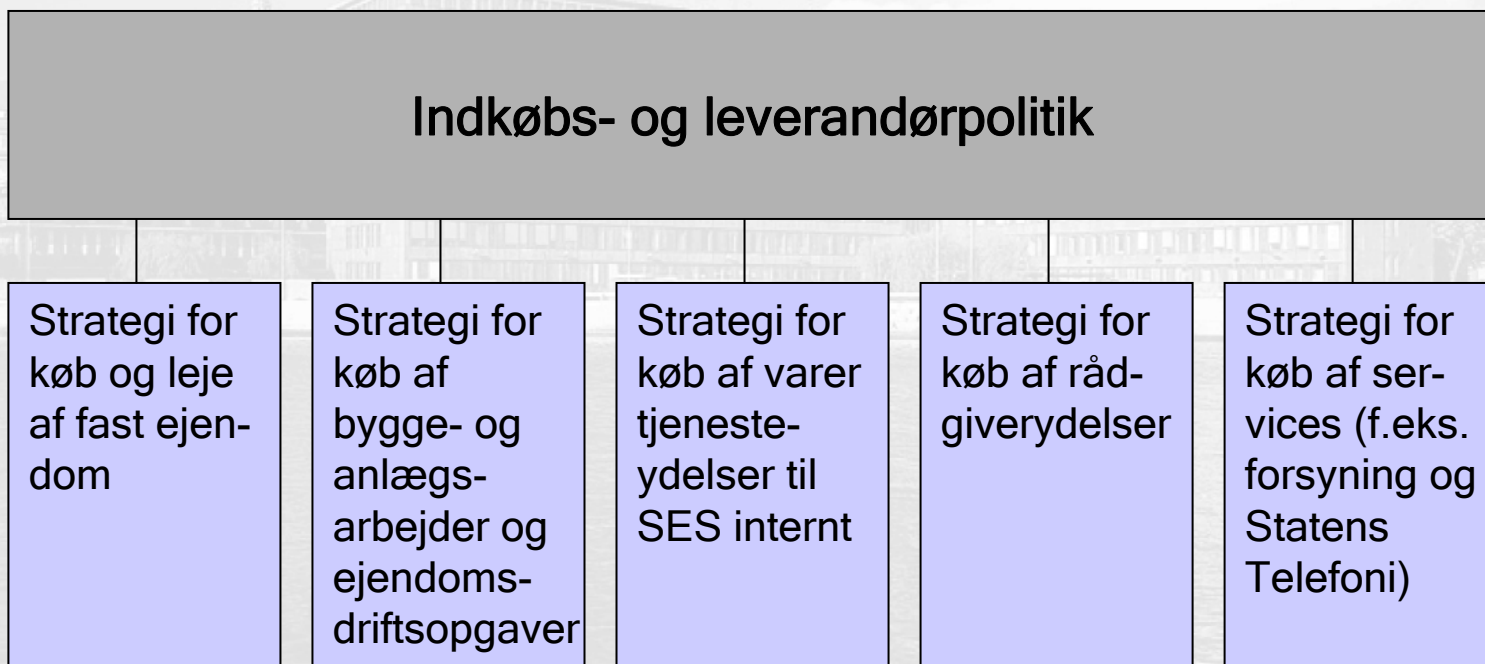 Indkøbs- og leverandørpolitik
Strategi for
køb og leje
af fast ejen-
dom
Strategi for
køb af
bygge- og
anlægs-
arbejder og
ejendoms-
driftsopgaver
Strategi for
køb af varer
tjeneste-
ydelser til
SES internt
Strategi for
køb af råd-
giverydelser
Strategi for
køb af ser-
vices (f.eks.
forsyning og
Statens
Telefoni)